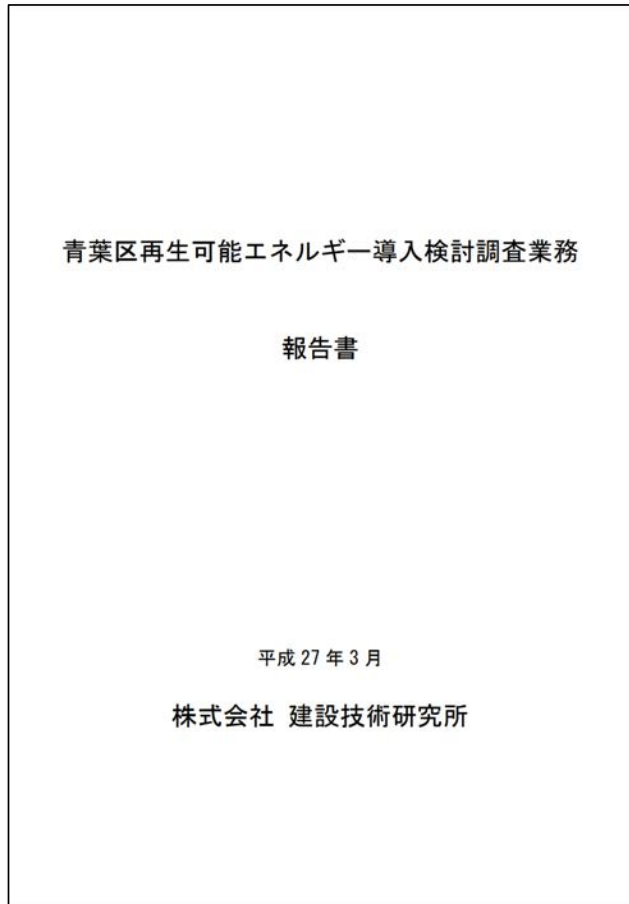 青葉区再生可能エネルギー導入検討調査業務
報告書
平成 27 年 3 月
株式会社 建設技術研究所